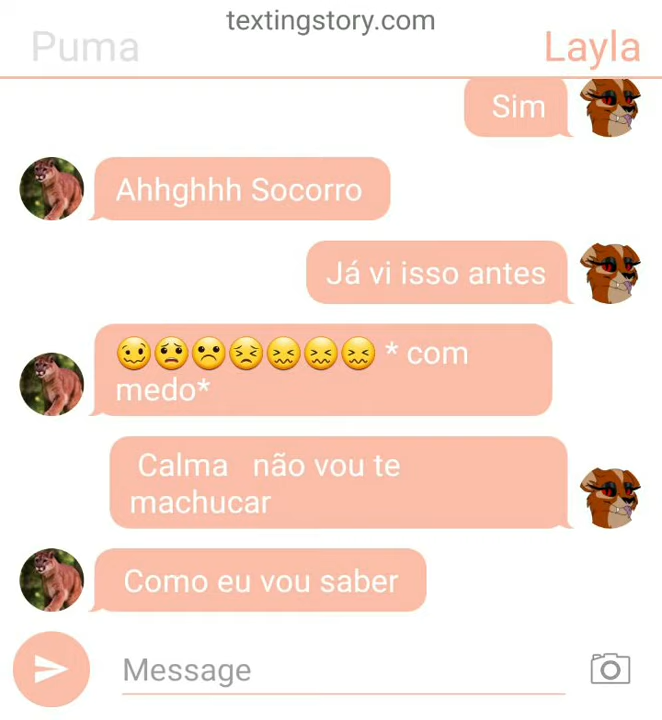 textingstory.com
Puma
Layla
Sim
Ahhghhh Socorro
Já vi isso antes
🥴😟🙁😣😖😖😖 * com
medo*
Calma não vou te
machucar
Como eu vou saber
Message